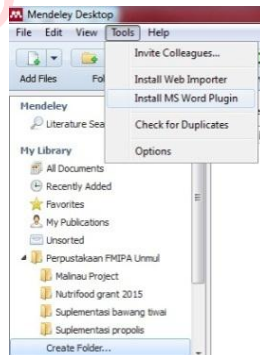 Mendeley Desktop
File Edit View Tools Help
Invite Colleagues...
Install Web Importer
Install MS Word Plugin
Check for Duplicates
Options
Add Files
Mendeley
My Library
All Documents
Recently Added
Favorites
My Publications
Unsorted
Perpustakaan FMIPA Unmul
Malinau Project
Nutrifood grant 2015
Suplementasi bawang tiwai
Suplementasi propolis
Create Folder...